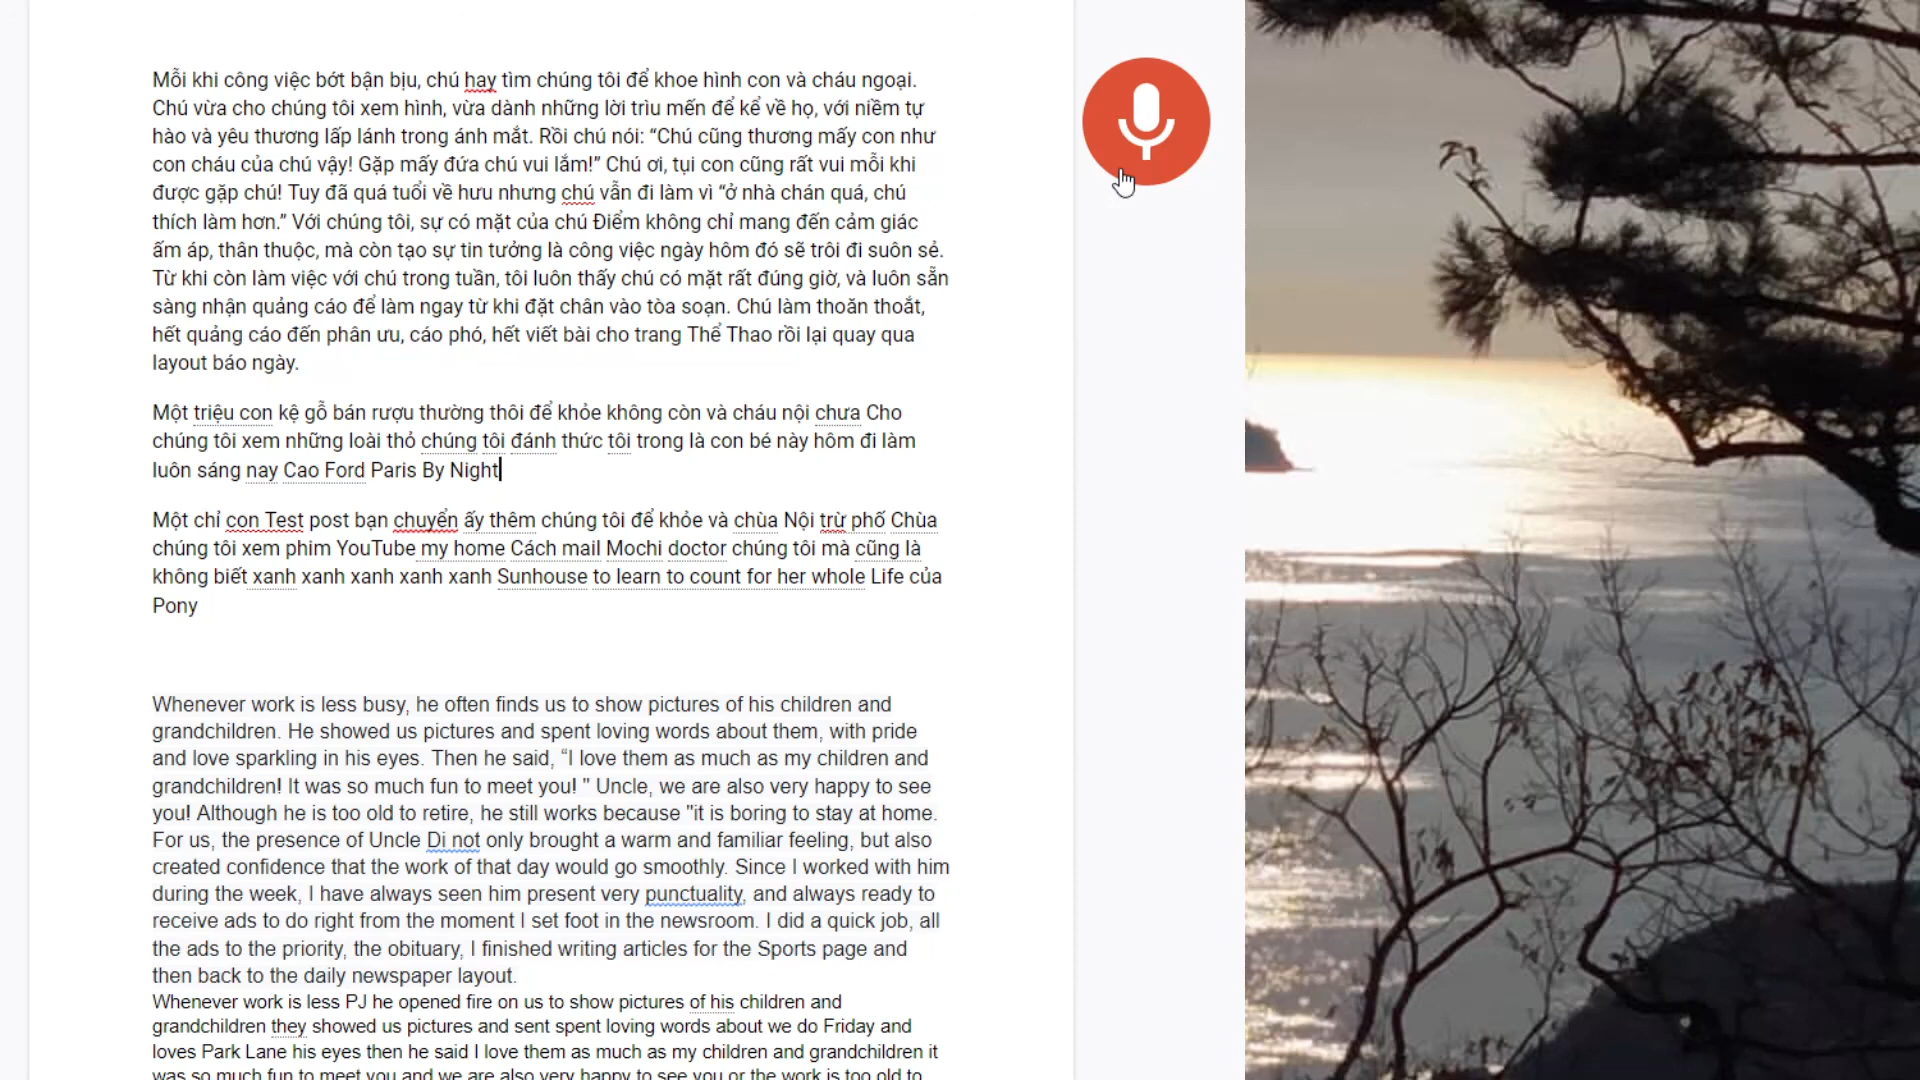 Mỗi khi công việc bớt bận bịu, chú hay tìm chúng tôi để khoe hình con và cháu ngoại.
Chú vừa cho chúng tôi xem hình, vừa dành những lời trìu mến để kể về họ, với niềm tự
hào và yêu thương lấp lánh trong ánh mắt. Rồi chú nói: “Chú cũng thương mấy con như
con cháu của chú vậy! Gặp mấy đứa chú vui lắm!” Chú ơi, tụi con cũng rất vui mỗi khi
được gặp chú! Tuy đã quá tuổi về hưu nhưng chú vẫn đi làm vì “ở nhà chán quá, chú
thích làm hơn.” Với chúng tôi, sự có mặt của chú Điểm không chỉ mang đến cảm giác
ấm áp, thân thuộc, mà còn tạo sự tin tưởng là công việc ngày hôm đó sẽ trôi đi suôn sẻ.
Từ khi còn làm việc với chú trong tuần, tôi luôn thấy chú có mặt rất đúng giờ, và luôn sẵn
sàng nhận quảng cáo để làm ngay từ khi đặt chân vào tòa soạn. Chú làm thoăn thoắt,
hết quảng cáo đến phân ưu, cáo phó, hết viết bài cho trang Thể Thao rồi lại quay qua
layout báo ngày.
Một triệu con kệ gỗ bán rượu thường thôi để khỏe không còn và cháu nội chưa Cho
chúng tôi xem những loài thỏ chúng tôi đánh thức tôi trong là con bé này hôm đi làm
luôn sáng nay Cao Ford Paris By Night
Một chỉ con Test post bạn chuyển ấy thêm chúng tôi để khỏe và chùa Nội trừ phố Chùa
chúng tôi xem phim YouTube my home Cách mail Mochi doctor chúng tôi mà cũng là
không biết xanh xanh xanh xanh xanh Sunhouse to learn to count for her whole Life của
Pony
Whenever work is less busy, he often finds us to show pictures of his children and
grandchildren. He showed us pictures and spent loving words about them, with pride
and love sparkling in his eyes. Then he said, “I love them as much as my children and
grandchildren! It was so much fun to meet you! " Uncle, we are also very happy to see
you! Although he is too old to retire, he still works because "it is boring to stay at home.
For us, the presence of Uncle Di not only brought a warm and familiar feeling, but also
created confidence that the work of that day would go smoothly. Since I worked with him
during the week, I have always seen him present very punctuality, and always ready to
receive ads to do right from the moment I set foot in the newsroom. I did a quick job, all
the ads to the priority, the obituary, I finished writing articles for the Sports page and
then back to the daily newspaper layout.
Whenever work is less PJ he opened fire on us to show pictures of his children and
grandchildren they showed us pictures and sent spent loving words about we do Friday and
loves Park Lane his eyes then he said I love them as much as my children and grandchildren it
was so much fun to meet you and we are also very happy to see you or the work is too old to